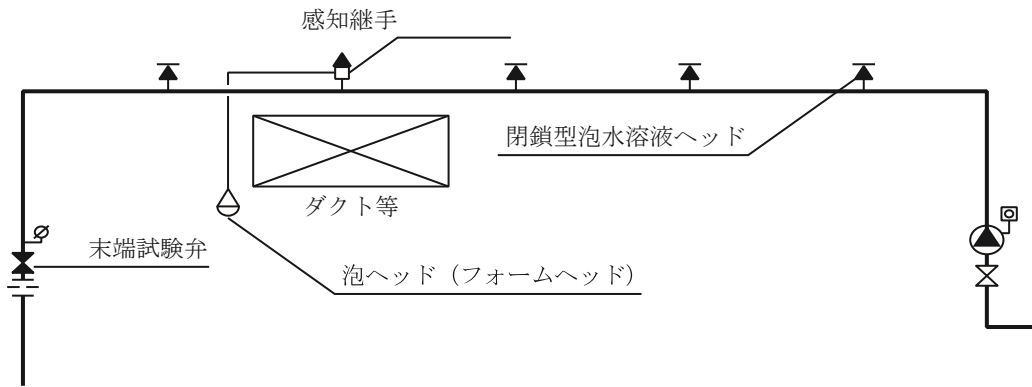 感知継手
閉鎖型泡水溶液ヘッド
ダクト等
末端試験弁
泡ヘッド（フォームヘッド）